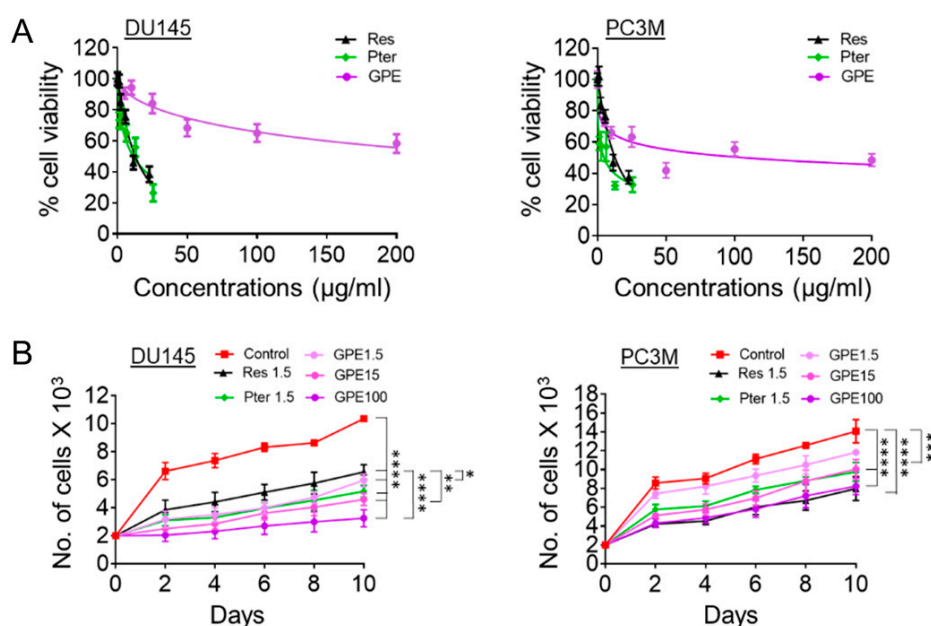 A
DU145
Res
Pter
GPE
% cell viability
120
100
80
60
40
20
0
0
50
100
150
200
Concentrations (µg/ml)
PC3M
Res
Pter
GPE
% cell viability
120
100
80
60
40
20
0
0
50
100
150
200
Concentrations (µg/ml)
B
DU145
Control
Res 1.5
Pter 1.5
GPE1.5
GPE15
GPE100
No. of cells X 10³
12
10
8
6
4
2
0
0
2
4
6
8
10
Days
****
****
****
****
**
*
PC3M
Control
Res 1.5
Pter 1.5
GPE1.5
GPE15
GPE100
No. of cells X 10³
18
16
14
12
10
8
6
4
2
0
0
2
4
6
8
10
Days
****
****
***